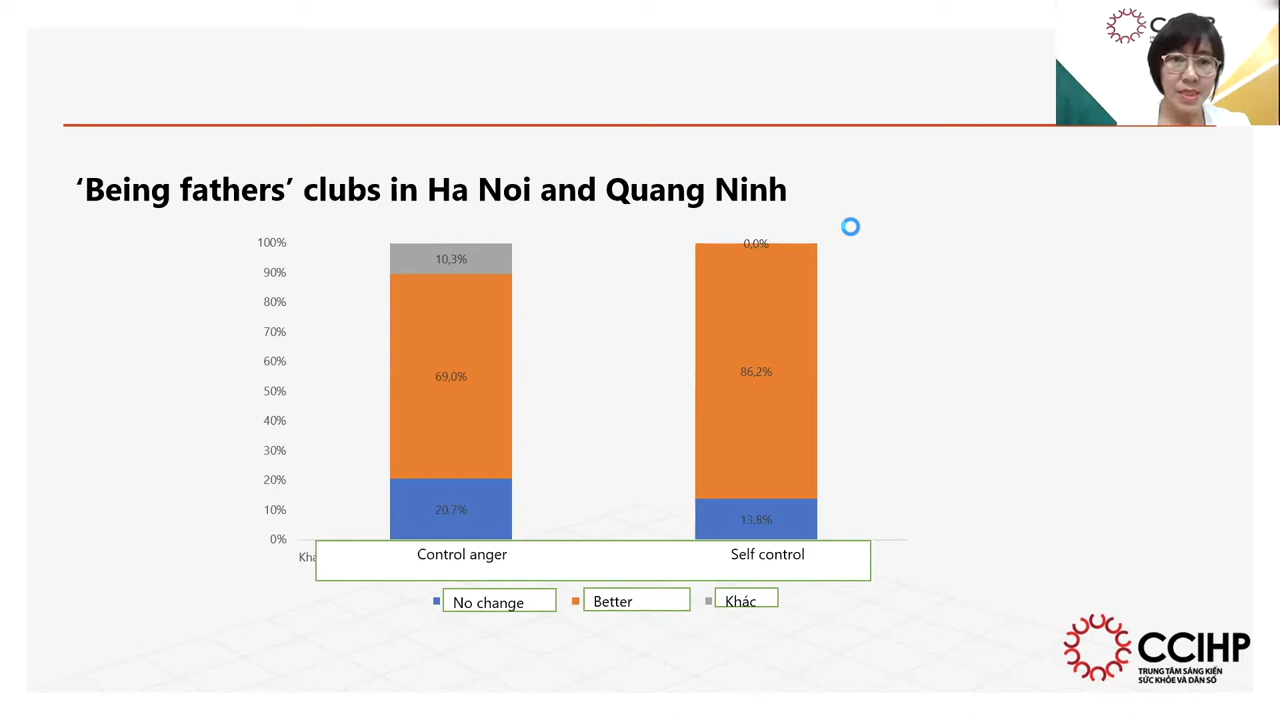 CCIHP
‘Being fathers’ clubs in Ha Noi and Quang Ninh
100%
90%
80%
70%
60%
50%
40%
30%
20%
10%
0%
10,3%
69,0%
20,7%
0,0%
86,2%
13,8%
Control anger
Self control
No change
Better
Khác
CCIHP
TRUNG TÂM SÁNG KIẾN
SỨC KHỎE VÀ DÂN SỐ